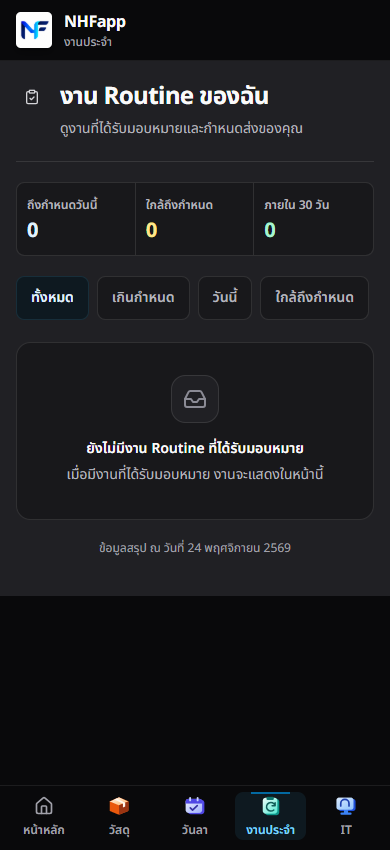 NHFapp
งานประจำ
งาน Routine ของฉัน
ดูงานที่ได้รับมอบหมายและกำหนดส่งของคุณ
ถึงกำหนดวันนี้ ใกล้ถึงกำหนด ภายใน 30 วัน
0 0 0
ทั้งหมด เกินกำหนด วันนี้ ใกล้ถึงกำหนด
ยังไม่มีงาน Routine ที่ได้รับมอบหมาย
เมื่อมีงานที่ได้รับมอบหมาย งานจะแสดงในหน้านี้
ข้อมูลสรุป ณ วันที่ 24 พฤศจิกายน 2569
หน้าหลัก วัสดุ วันลา งานประจำ IT